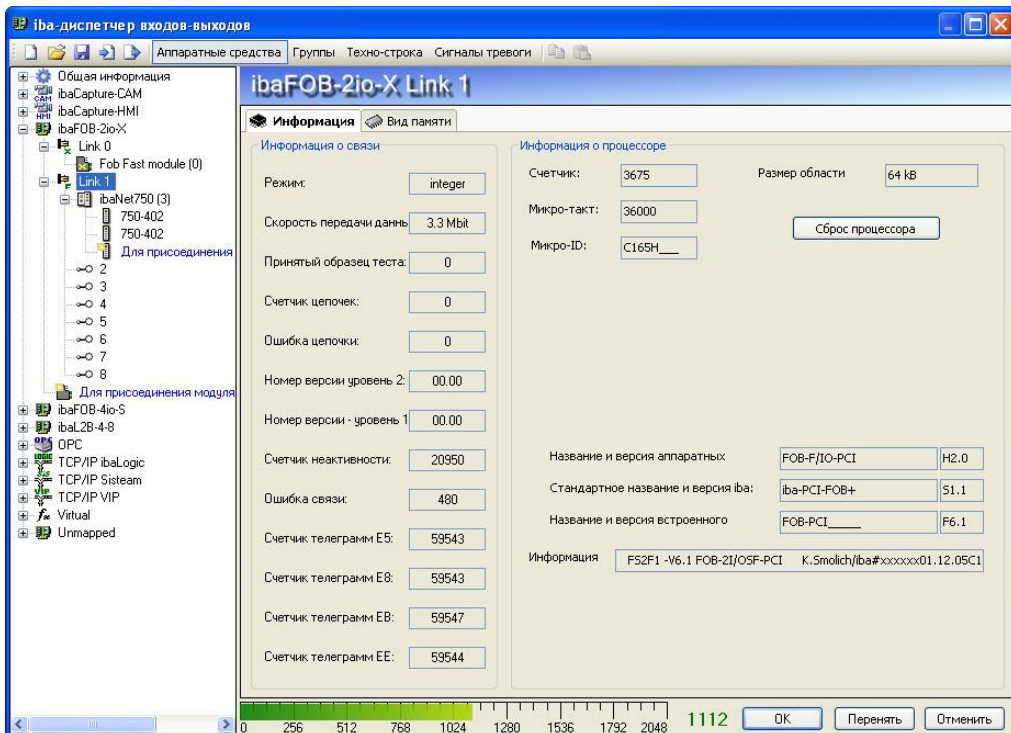 iba-диспетчер входов-выходов
Аппаратные средства Группы Техно-строка Сигналы тревоги
Общая информация
CAM ibaCapture-CAM
HMI ibaCapture-HMI
ibaFOB-2io-X
Link 0
Fob Fast module (0)
Link 1
ibaNet750 (3)
750-402
750-402
Для присоединения
2
3
4
5
6
7
8
Для присоединения модуля
ibaFOB-4io-S
ibaL2B-4-8
OPC OPC
LOGIC TCP/IP ibaLogic
TCP/IP Sisteam
VIP TCP/IP VIP
fx Virtual
Unmapped
ibaFOB-2io-X Link 1
Информация Вид памяти
Информация о связи
Режим: integer
Скорость передачи данны 3.3 Mbit
Принятый образец теста: 0
Счетчик цепочек: 0
Ошибка цепочки: 0
Номер версии уровень 2: 00.00
Номер версии - уровень 1 00.00
Счетчик неактивности: 20950
Ошибка связи: 480
Счетчик телеграмм E5: 59543
Счетчик телеграмм E8: 59543
Счетчик телеграмм EB: 59547
Счетчик телеграмм EE: 59544
Информация о процессоре
Счетчик: 3675 Размер области 64 kB
Микро-такт: 36000
Сброс процессора
Микро-ID: C165H___
Название и версия аппаратных FOB-F/IO-PCI H2.0
Стандартное название и версия iba: iba-PCI-FOB+ S1.1
Название и версия встроенного FOB-PCI_____ F6.1
Информация F52F1 -V6.1 FOB-2I/OSF-PCI K.Smolich/iba#xxxxxx01.12.05C1
0 256 512 768 1024 1280 1536 1792 2048 1112 OK Перенять Отменить